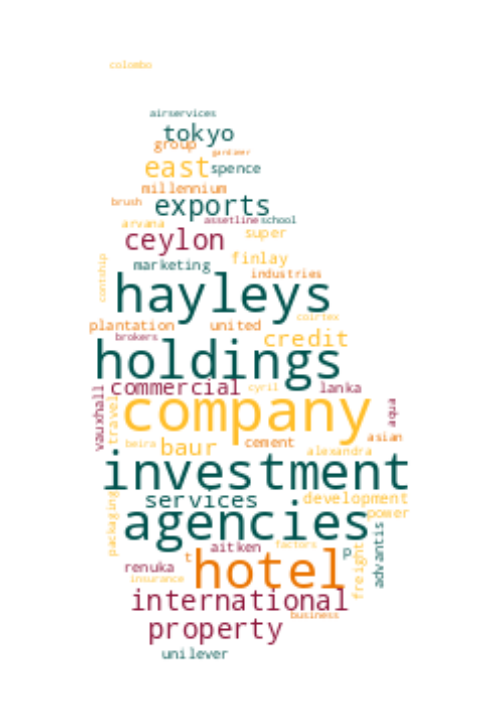 colombo
airservices
tokyo
group
gardiner
east spence
millennium
brush exports
arvana assetline school
ceylon super
marketing finlay
contship industries
hayleys
coirtex
plantation united
brokers credit
holdings
commercial cyril lanka
vauxhall travel company aqua
beira baur cement asian
alexandra
investment
packaging services development
agencies power
aitken factors p advantis
t hotel freight
renuka
insurance
international
business
property
unilever